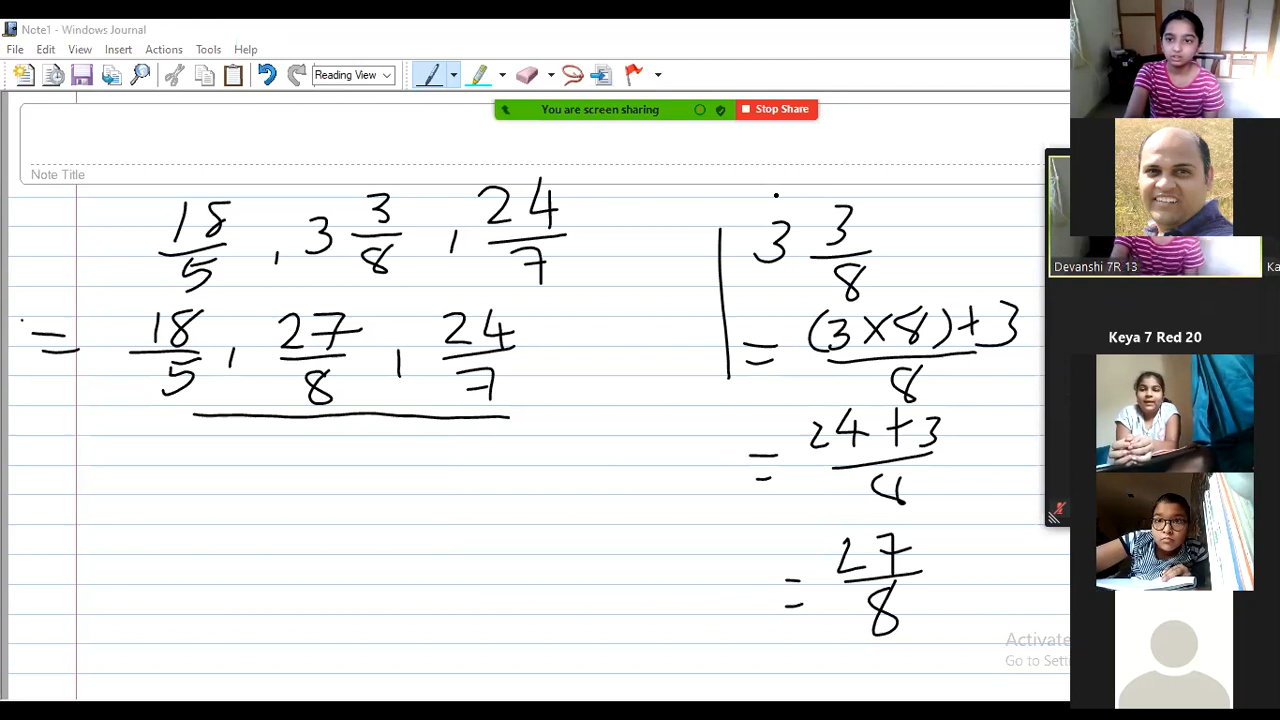 Note1 - Windows Journal
File Edit View Insert Actions Tools Help
Reading View
You are screen sharing
Stop Share
Note Title
18/5 , 3 3/8 , 24/7
= 18/5 , 27/8 , 24/7
3 3/8
= (3 × 8) + 3 / 8
= 24 + 3 / 8
= 27/8
Devanshi 7R 13
Ka
Keya 7 Red 20
Activate
Go to Sett